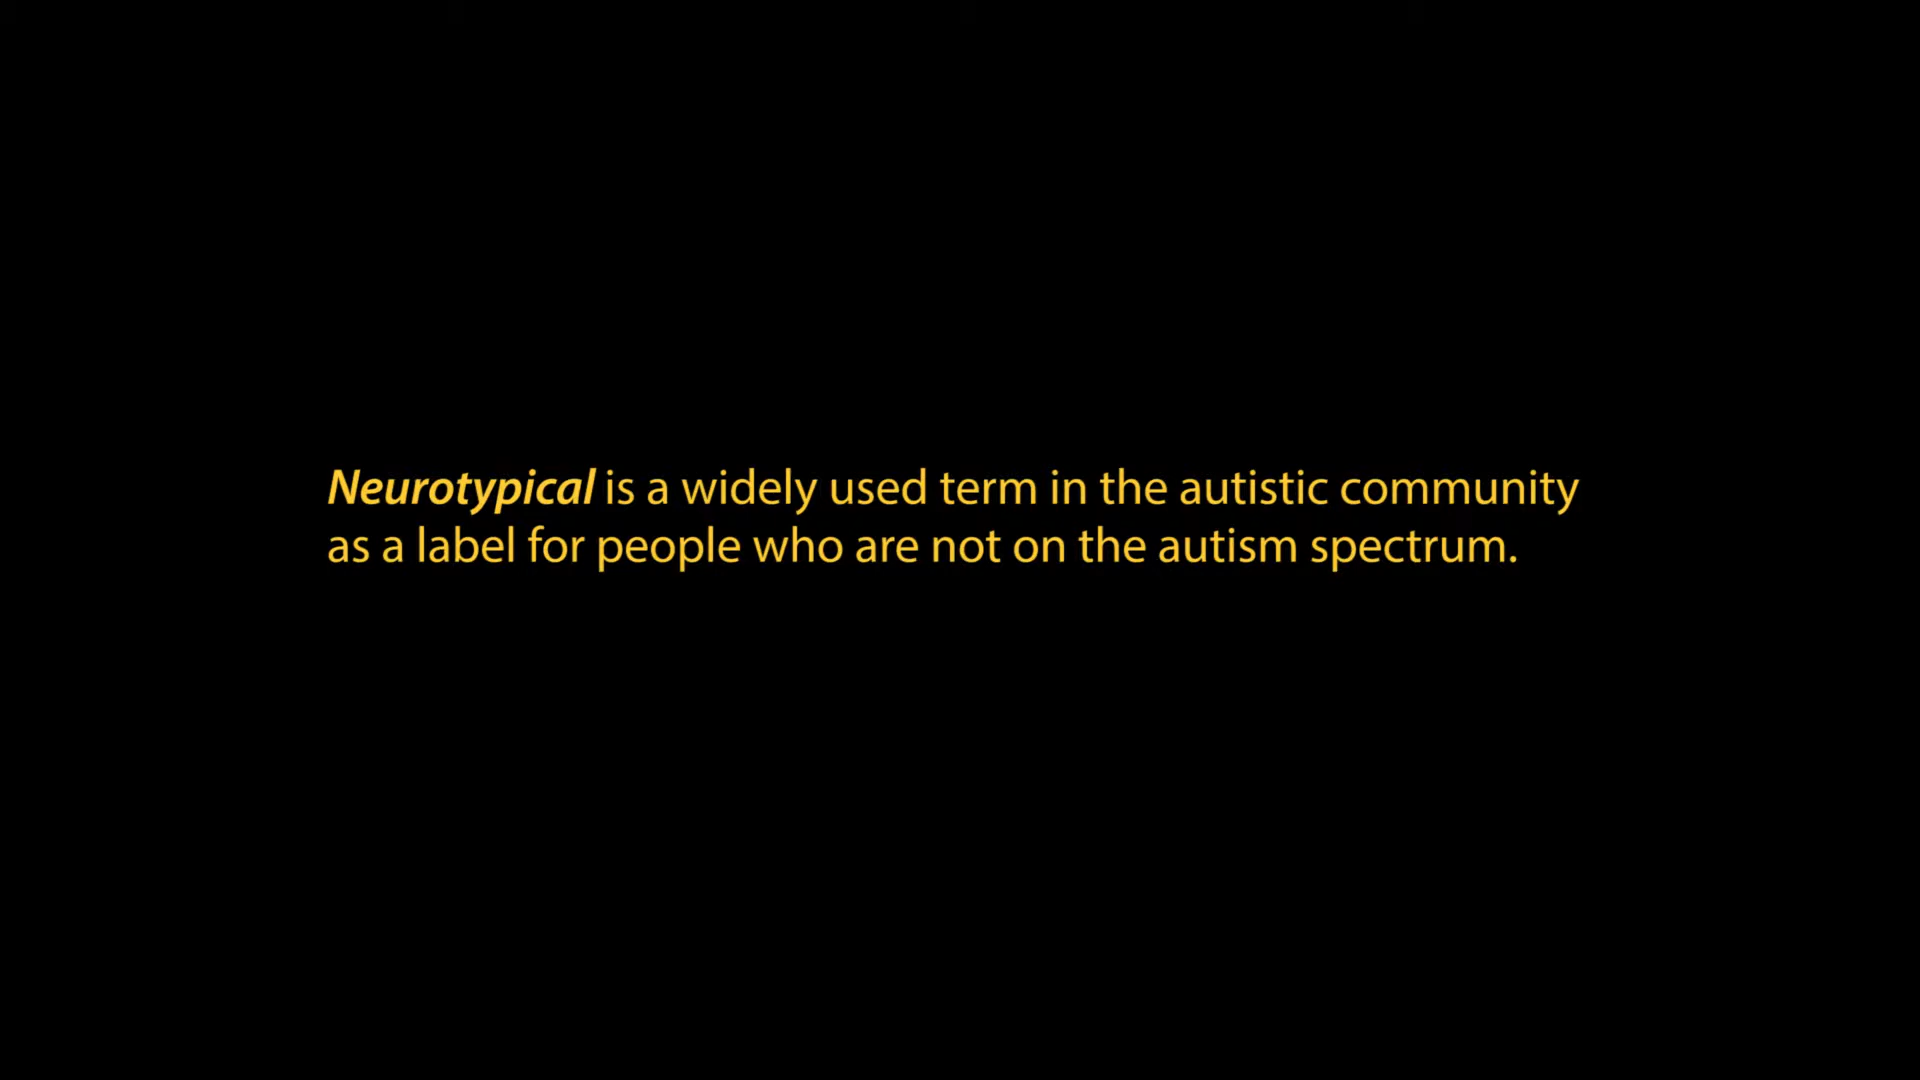 Neurotypical is a widely used term in the autistic community
as a label for people who are not on the autism spectrum.